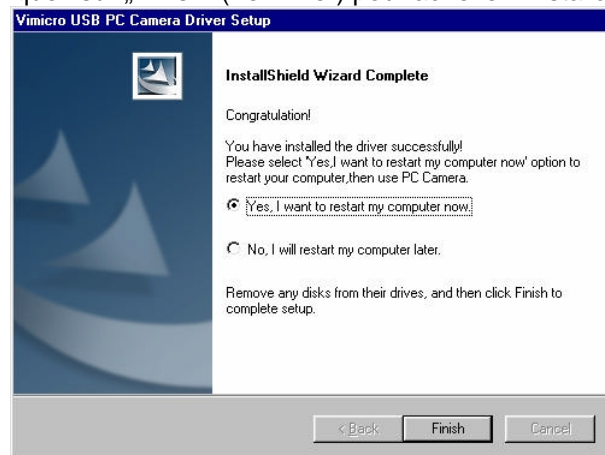 Vimicro USB PC Camera Driver Setup
InstallShield Wizard Complete
Congratulation!
You have installed the driver successfully!
Please select 'Yes,I want to restart my computer now' option to
restart your computer,then use PC Camera.
Yes, I want to restart my computer now.
No, I will restart my computer later.
Remove any disks from their drives, and then click Finish to
complete setup.
< Back
Finish
Cancel